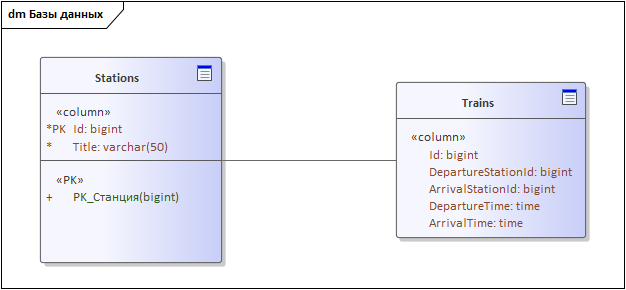 dm Базы данных
Stations
«column»
*PK Id: bigint
* Title: varchar(50)
«PK»
+ PK_Станция(bigint)
Trains
«column»
Id: bigint
DepartureStationId: bigint
ArrivalStationId: bigint
DepartureTime: time
ArrivalTime: time